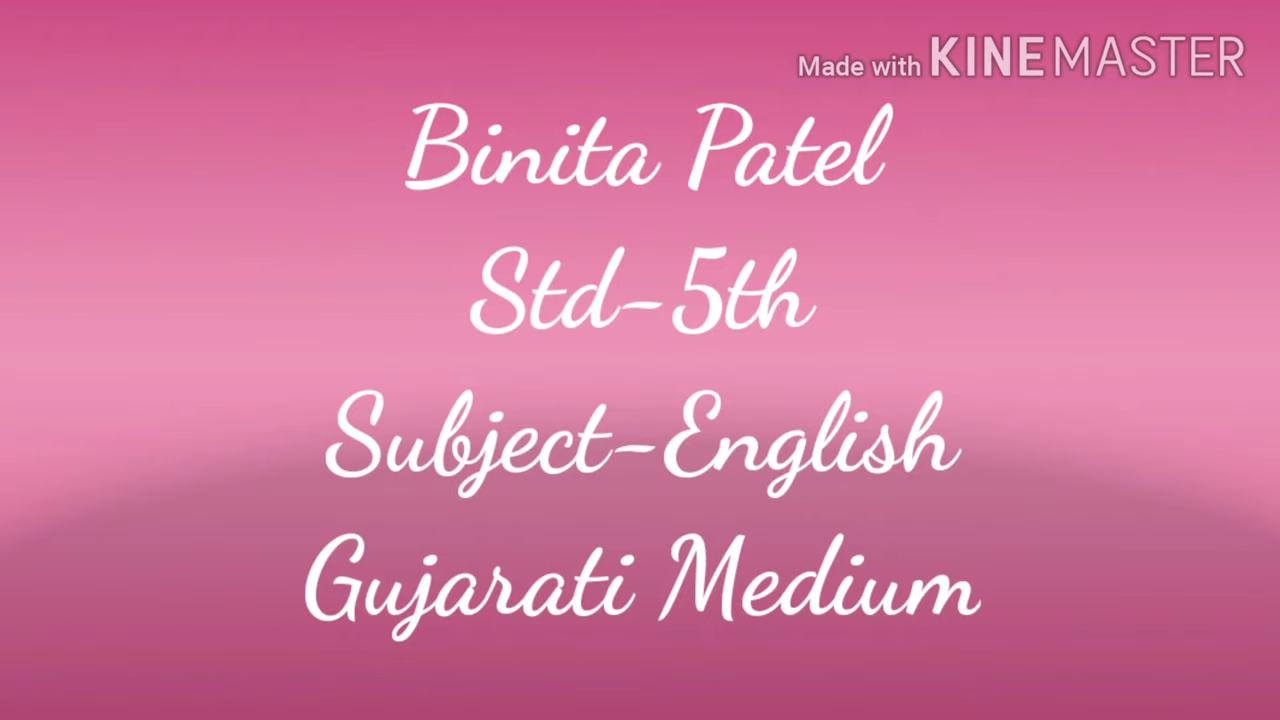 Made with KINEMASTER
Binita Patel
Std-5th
Subject-English
Gujarati Medium